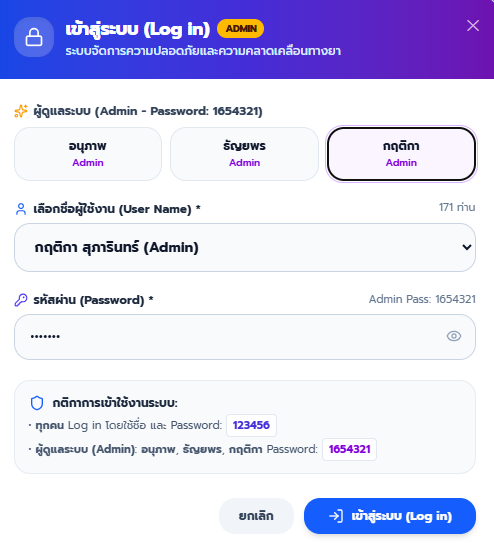 เข้าสู่ระบบ (Log in) ADMIN
ระบบจัดการความปลอดภัยและความคลาดเคลื่อนทางยา
ผู้ดูแลระบบ (Admin - Password: 1654321)
อนุภาพ
Admin
ธัญยพร
Admin
กฤติกา
Admin
เลือกชื่อผู้ใช้งาน (User Name) * 171 ท่าน
กฤติกา สุภารินทร์ (Admin)
รหัสผ่าน (Password) * Admin Pass: 1654321
•••••••
กติกาการเข้าใช้งานระบบ:
• ทุกคน Log in โดยใช้ชื่อ และ Password: 123456
• ผู้ดูแลระบบ (Admin): อนุภาพ, ธัญยพร, กฤติกา Password: 1654321
ยกเลิก
เข้าสู่ระบบ (Log in)